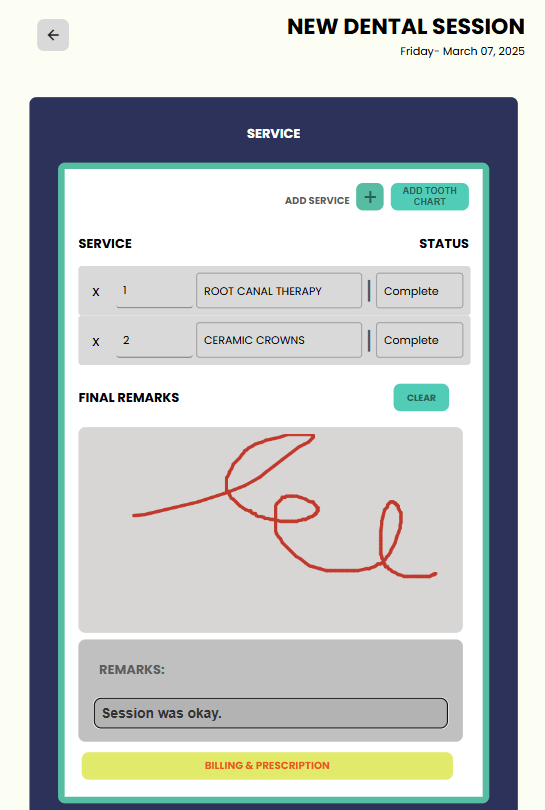 NEW DENTAL SESSION
Friday- March 07, 2025
SERVICE
ADD SERVICE + ADD TOOTH CHART
SERVICE STATUS
X 1 ROOT CANAL THERAPY | Complete
X 2 CERAMIC CROWNS | Complete
FINAL REMARKS CLEAR
REMARKS:
Session was okay.
BILLING & PRESCRIPTION